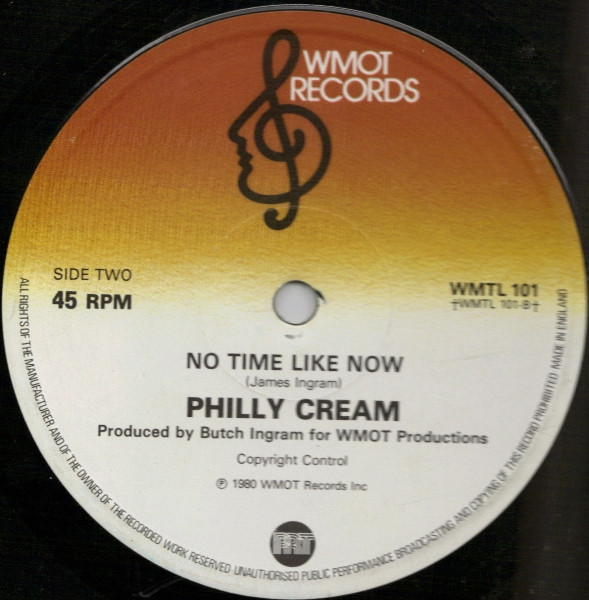 WMOT
RECORDS
SIDE TWO
45 RPM
WMTL 101
†WMTL 101-B†
NO TIME LIKE NOW
(James Ingram)
PHILLY CREAM
Produced by Butch Ingram for WMOT Productions
Copyright Control
℗ 1980 WMOT Records Inc
PRT
ALL RIGHTS OF THE MANUFACTURER AND OF THE OWNER OF THE RECORDED WORK RESERVED UNAUTHORISED PUBLIC PERFORMANCE BROADCASTING AND COPYING OF THIS RECORD PROHIBITED MADE IN ENGLAND